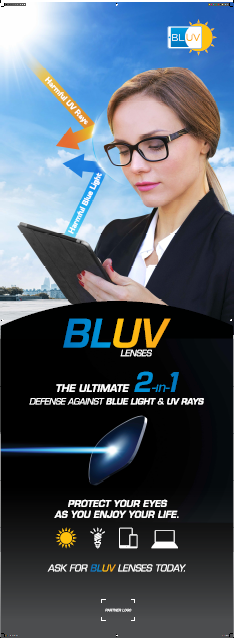 BLUV
Harmful UV Rays
Harmful Blue Light
BLUV
LENSES
THE ULTIMATE 2-in-1
DEFENSE AGAINST BLUE LIGHT & UV RAYS
PROTECT YOUR EYES
AS YOU ENJOY YOUR LIFE.
ASK FOR BLUV LENSES TODAY.
PARTNER LOGO